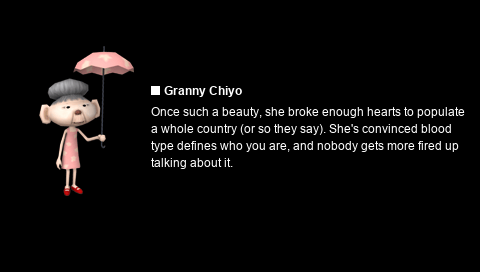 Granny Chiyo
Once such a beauty, she broke enough hearts to populate
a whole country (or so they say). She's convinced blood
type defines who you are, and nobody gets more fired up
talking about it.